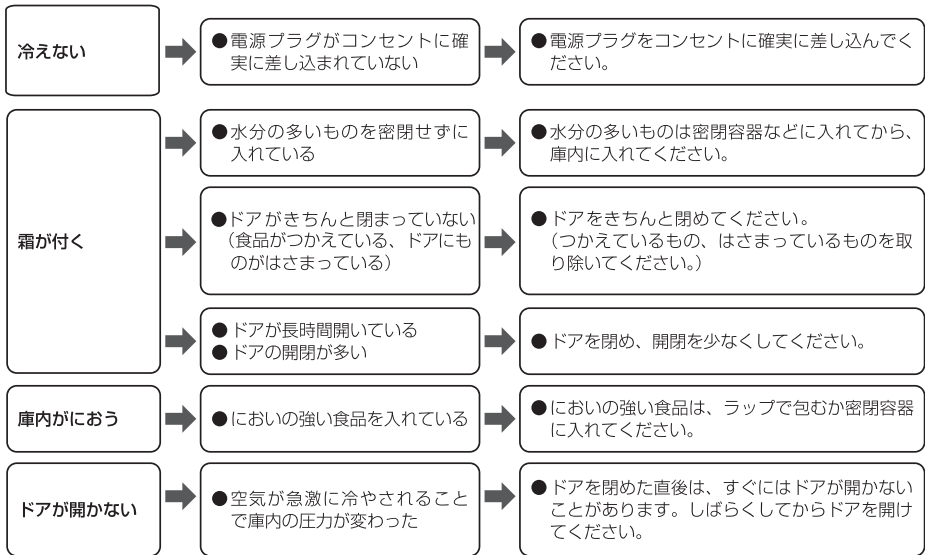 冷えない
●電源プラグがコンセントに確
実に差し込まれていない
●電源プラグをコンセントに確実に差し込んでく
ださい。
霜が付く
●水分の多いものを密閉せずに
入れている
●水分の多いものは密閉容器などに入れてから、
庫内に入れてください。
●ドアがきちんと閉まっていない
（食品がつかえている、ドアにも
のがはさまっている）
●ドアをきちんと閉めてください。
（つかえているもの、はさまっているものを取
り除いてください。）
●ドアが長時間開いている
●ドアの開閉が多い
●ドアを閉め、開閉を少なくしてください。
庫内がにおう
●においの強い食品を入れている
●においの強い食品は、ラップで包むか密閉容器
に入れてください。
ドアが開かない
●空気が急激に冷やされること
で庫内の圧力が変わった
●ドアを閉めた直後は、すぐにはドアが開かない
ことがあります。しばらくしてからドアを開け
てください。